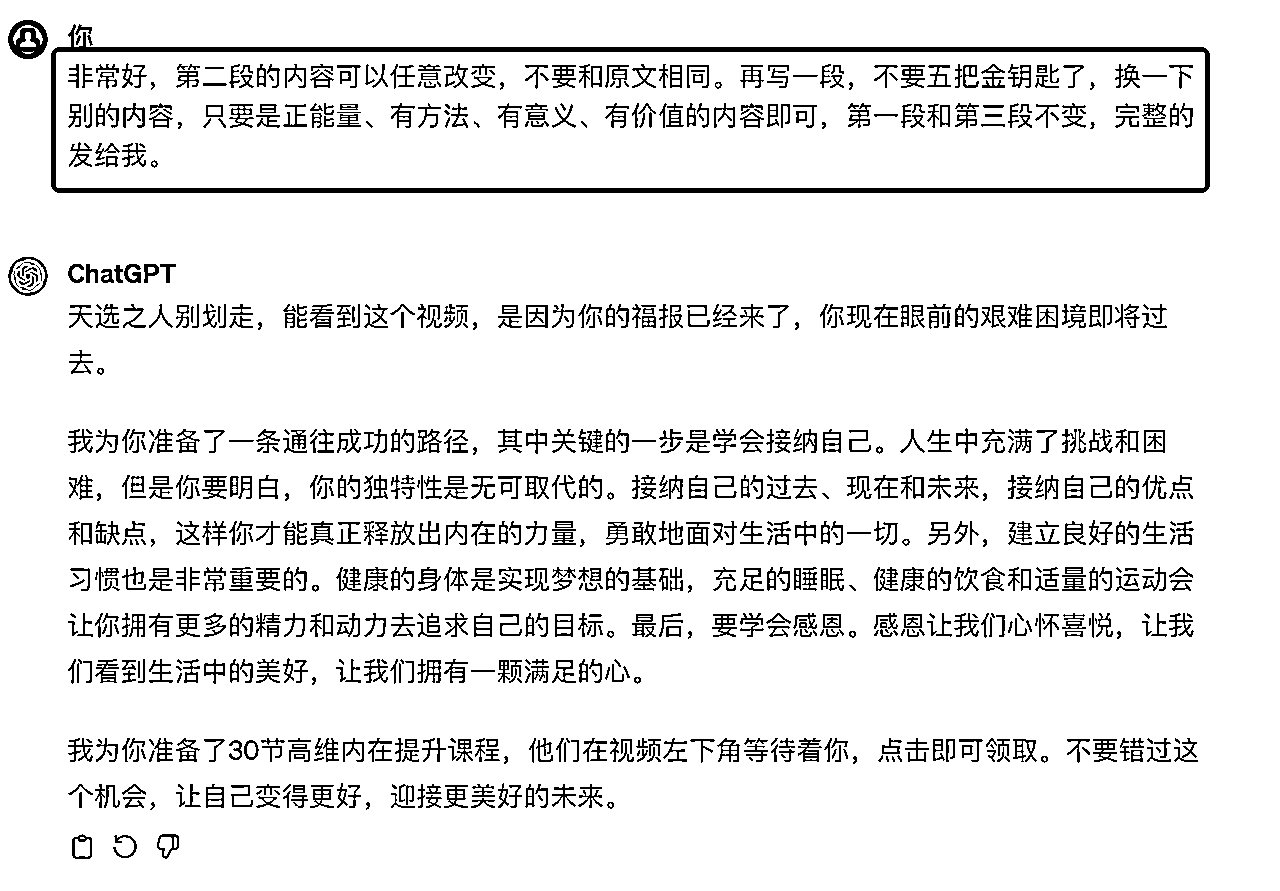 你
非常好，第二段的内容可以任意改变，不要和原文相同。再写一段，不要五把金钥匙了，换一下
别的内容，只要是正能量、有方法、有意义、有价值的内容即可，第一段和第三段不变，完整的
发给我。
ChatGPT
天选之人别划走，能看到这个视频，是因为你的福报已经来了，你现在眼前的艰难困境即将过
去。
我为你准备了一条通往成功的路径，其中关键的一步是学会接纳自己。人生中充满了挑战和困
难，但是你要明白，你的独特性是无可取代的。接纳自己的过去、现在和未来，接纳自己的优点
和缺点，这样你才能真正释放出内在的力量，勇敢地面对生活中的一切。另外，建立良好的生活
习惯也是非常重要的。健康的身体是实现梦想的基础，充足的睡眠、健康的饮食和适量的运动会
让你拥有更多的精力和动力去追求自己的目标。最后，要学会感恩。感恩让我们心怀喜悦，让我
们看到生活中的美好，让我们拥有一颗满足的心。
我为你准备了30节高维内在提升课程，他们在视频左下角等待着你，点击即可领取。不要错过这
个机会，让自己变得更好，迎接更美好的未来。